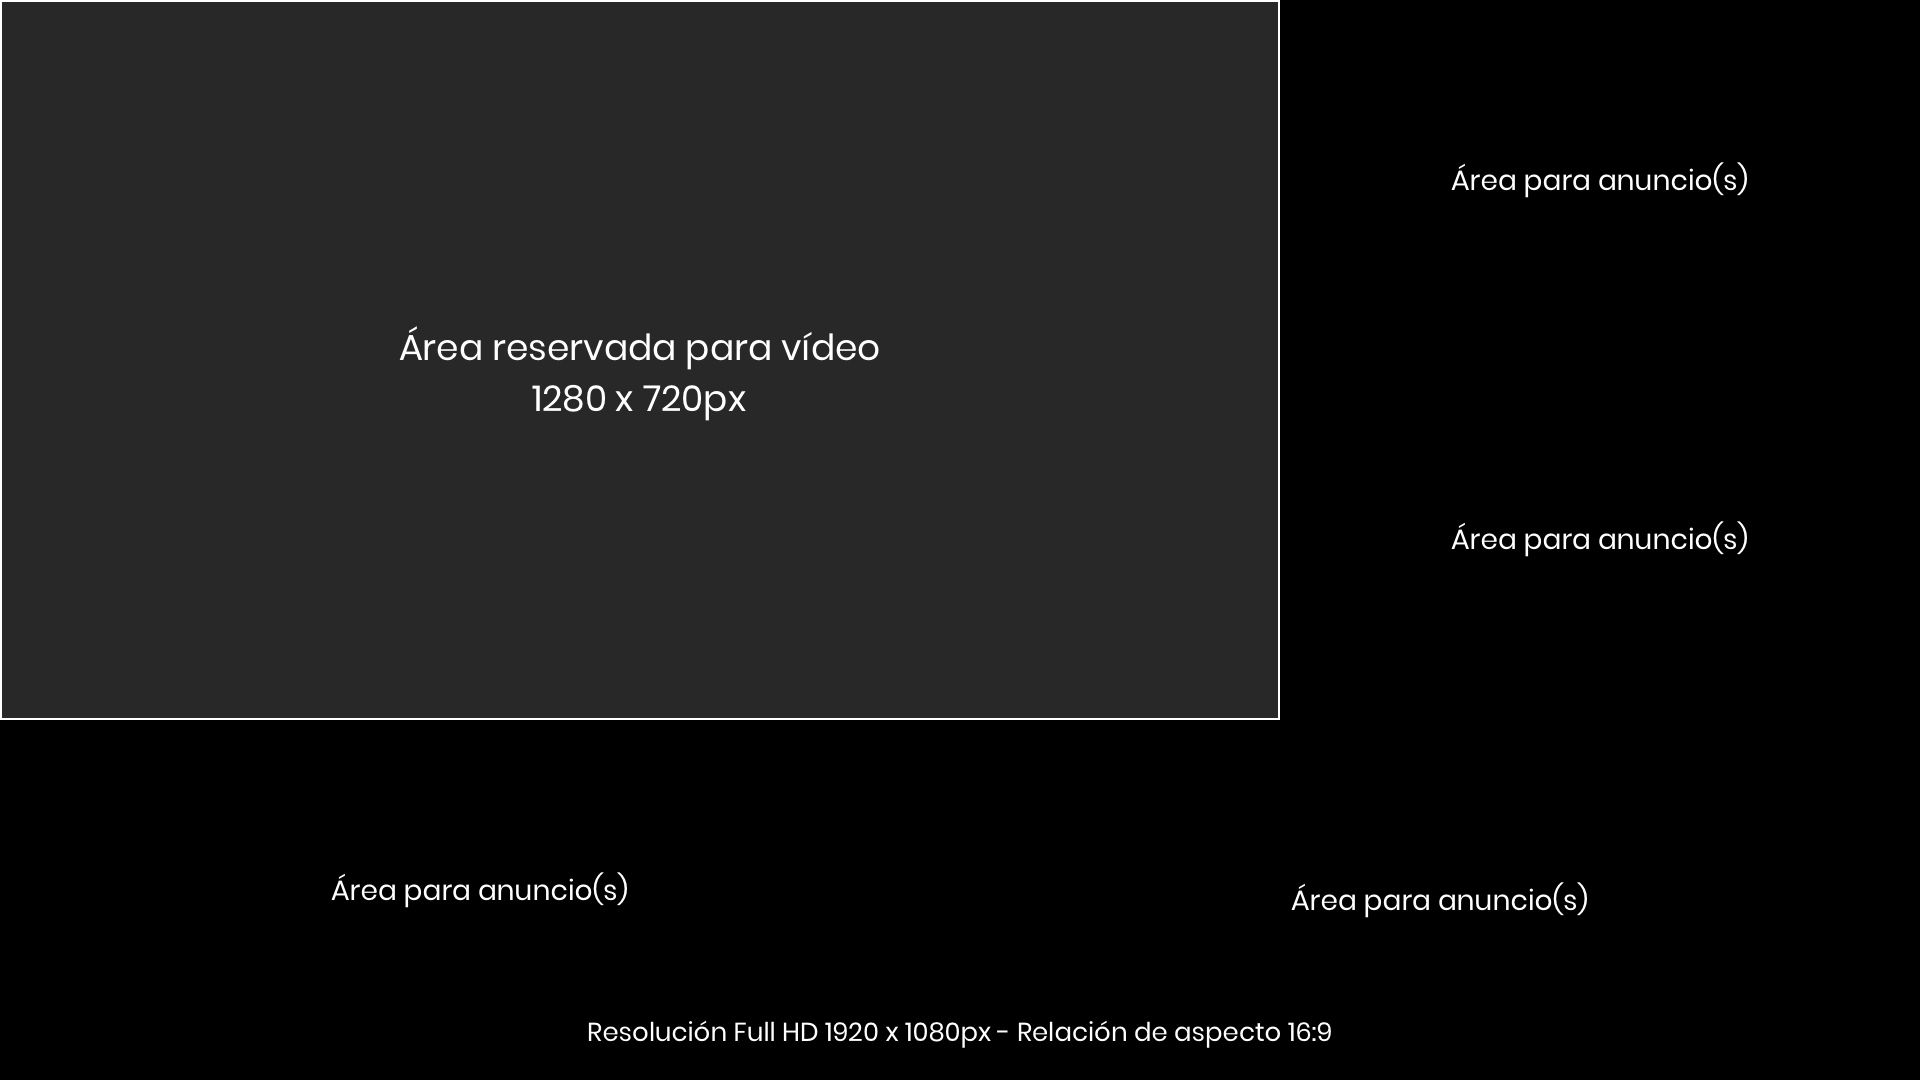 Área para anuncio(s)
Área reservada para vídeo
1280 x 720px
Área para anuncio(s)
Área para anuncio(s)
Área para anuncio(s)
Resolución Full HD 1920 x 1080px - Relación de aspecto 16:9